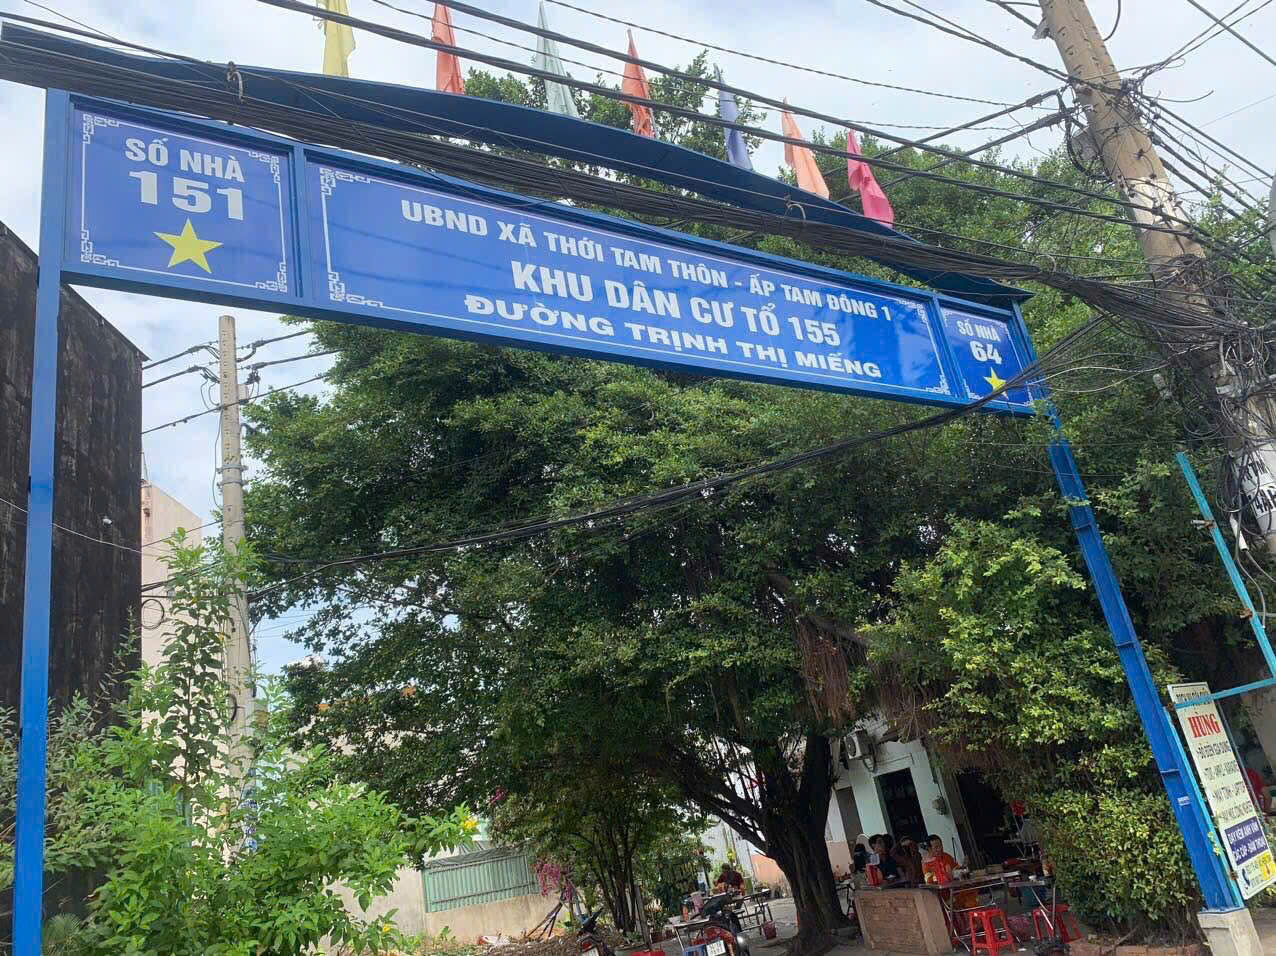 SỐ NHÀ
151
UBND XÃ THỚI TAM THÔN - ẤP TAM ĐÔNG 1
KHU DÂN CƯ TỔ 155
ĐƯỜNG TRỊNH THỊ MIẾNG
SỐ NHÀ
64
HÙNG